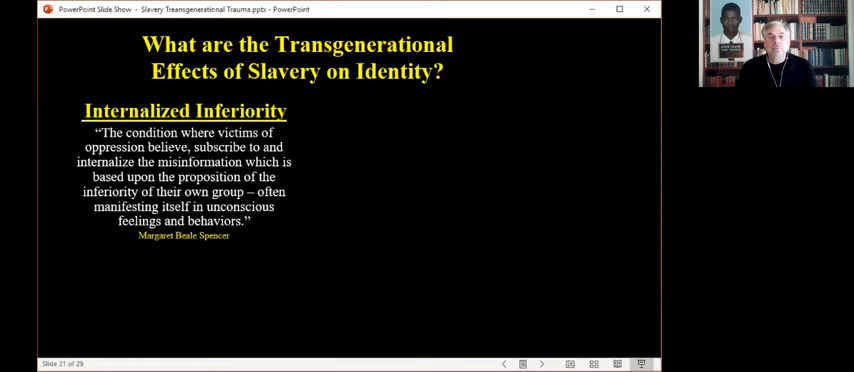 PowerPoint Slide Show - Slavery Treansgenerational Trauma.pptx - PowerPoint
What are the Transgenerational
Effects of Slavery on Identity?
Internalized Inferiority
“The condition where victims of
oppression believe, subscribe to and
internalize the misinformation which is
based upon the proposition of the
inferiority of their own group – often
manifesting itself in unconscious
feelings and behaviors.”
Margaret Beale Spencer
Slide 21 of 29